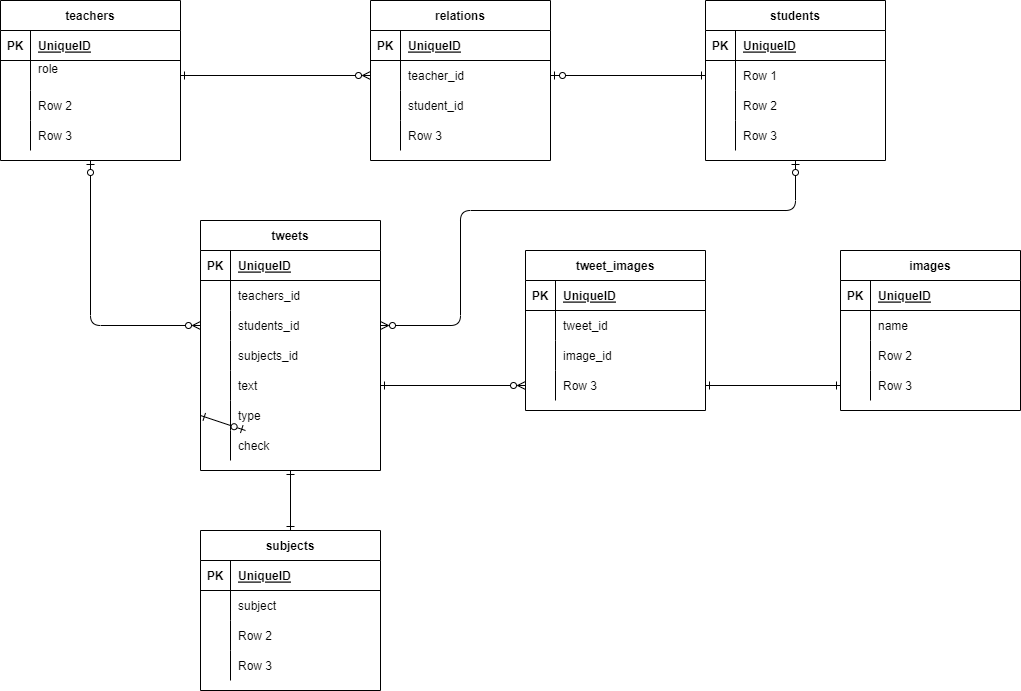 teachers
PK UniqueID
role
Row 2
Row 3
relations
PK UniqueID
teacher_id
student_id
Row 3
students
PK UniqueID
Row 1
Row 2
Row 3
tweets
PK UniqueID
teachers_id
students_id
subjects_id
text
type
check
tweet_images
PK UniqueID
tweet_id
image_id
Row 3
images
PK UniqueID
name
Row 2
Row 3
subjects
PK UniqueID
subject
Row 2
Row 3